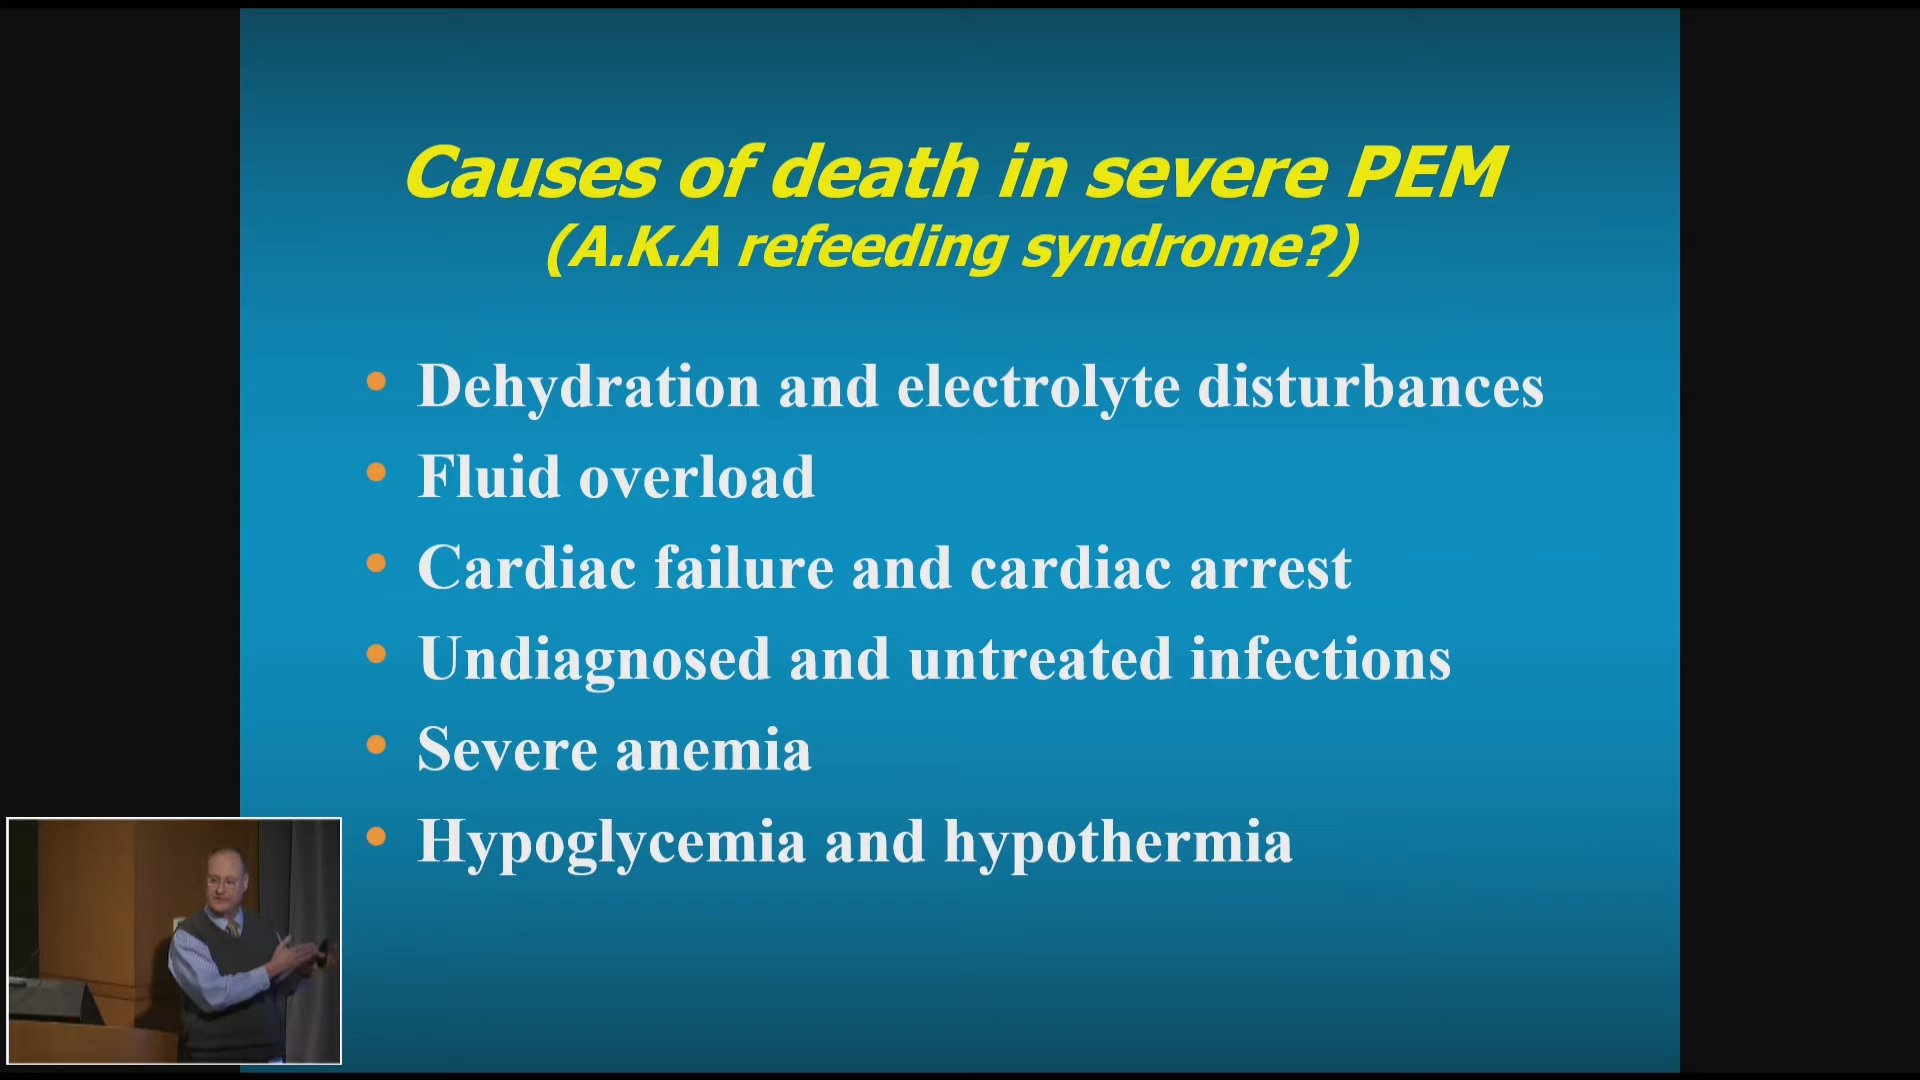 Causes of death in severe PEM
(A.K.A refeeding syndrome?)
• Dehydration and electrolyte disturbances
• Fluid overload
• Cardiac failure and cardiac arrest
• Undiagnosed and untreated infections
• Severe anemia
• Hypoglycemia and hypothermia